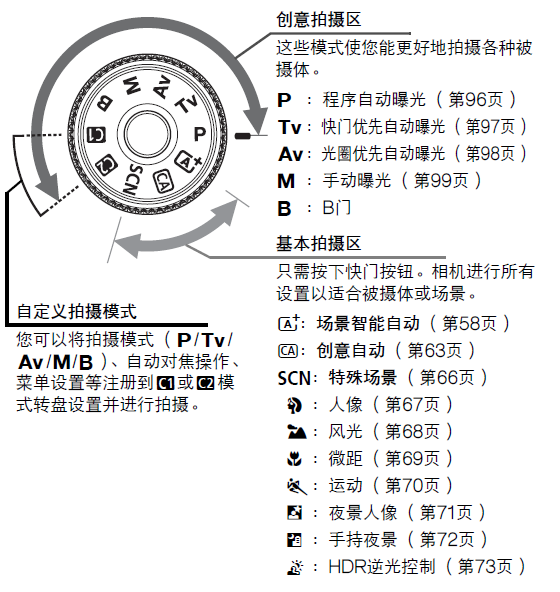 创意拍摄区
这些模式使您能更好地拍摄各种被
摄体。
P ：程序自动曝光（第96页）
Tv：快门优先自动曝光（第97页）
Av：光圈优先自动曝光（第98页）
M ：手动曝光（第99页）
B ：B门
基本拍摄区
只需按下快门按钮。相机进行所有
设置以适合被摄体或场景。
A+：场景智能自动（第58页）
CA：创意自动（第63页）
SCN：特殊场景（第66页）
：人像（第67页）
：风光（第68页）
：微距（第69页）
：运动（第70页）
：夜景人像（第71页）
：手持夜景（第72页）
：HDR逆光控制（第73页）
自定义拍摄模式
您可以将拍摄模式（P/Tv/
Av/M/B）、自动对焦操作、
菜单设置等注册到C1或C2模
式转盘设置并进行拍摄。
B
M
Av
Tv
P
A+
CA
SCN
C2
C1